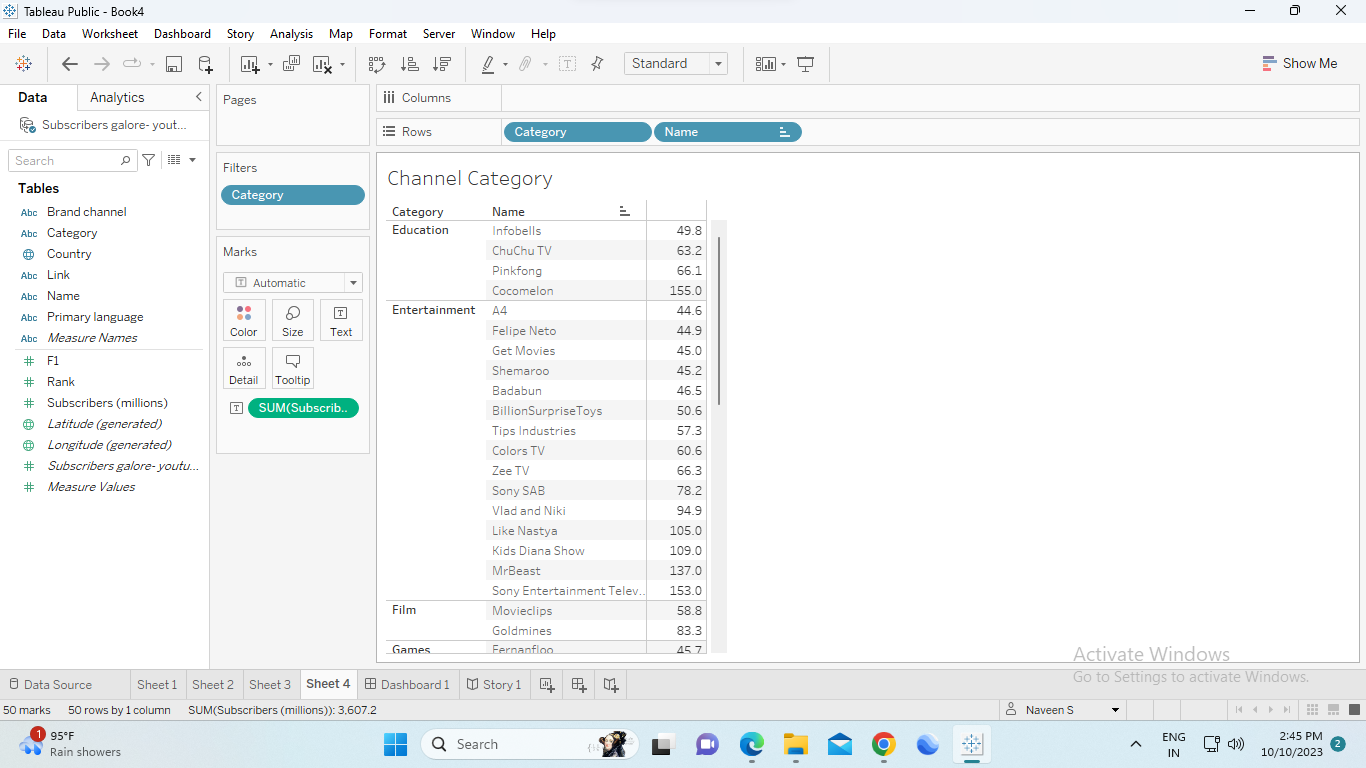 Tableau Public - Book4
File Data Worksheet Dashboard Story Analysis Map Format Server Window Help
Standard
Show Me
Data Analytics
Subscribers galore- yout...
Search
Tables
Abc Brand channel
Abc Category
Country
Abc Link
Abc Name
Abc Primary language
Abc Measure Names
F1
Rank
Subscribers (millions)
Latitude (generated)
Longitude (generated)
Subscribers galore- youtu...
Measure Values
Pages
Filters
Category
Marks
Automatic
Color Size Text
Detail Tooltip
SUM(Subscrib..
Columns
Rows Category Name
Channel Category
Category Name
Education Infobells 49.8
ChuChu TV 63.2
Pinkfong 66.1
Cocomelon 155.0
Entertainment A4 44.6
Felipe Neto 44.9
Get Movies 45.0
Shemaroo 45.2
Badabun 46.5
BillionSurpriseToys 50.6
Tips Industries 57.3
Colors TV 60.6
Zee TV 66.3
Sony SAB 78.2
Vlad and Niki 94.9
Like Nastya 105.0
Kids Diana Show 109.0
MrBeast 137.0
Sony Entertainment Telev.. 153.0
Film Movieclips 58.8
Goldmines 83.3
Games Fernanfloo 45.7
Activate Windows
Go to Settings to activate Windows.
Data Source Sheet 1 Sheet 2 Sheet 3 Sheet 4 Dashboard 1 Story 1
50 marks 50 rows by 1 column SUM(Subscribers (millions)): 3,607.2
Naveen S
1
95°F
Rain showers
Search
ENG
IN
2:45 PM
10/10/2023
2